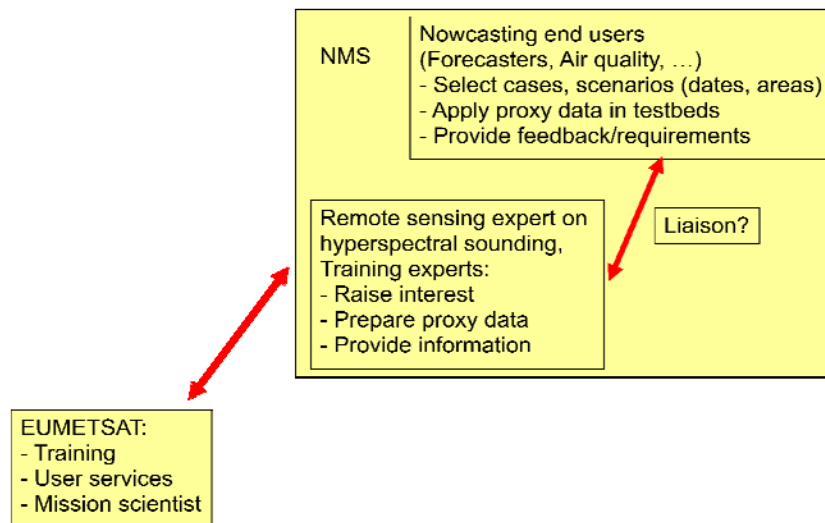 NMS
Nowcasting end users
(Forecasters, Air quality, …)
- Select cases, scenarios (dates, areas)
- Apply proxy data in testbeds
- Provide feedback/requirements
Remote sensing expert on
hyperspectral sounding,
Training experts:
- Raise interest
- Prepare proxy data
- Provide information
Liaison?
EUMETSAT:
- Training
- User services
- Mission scientist